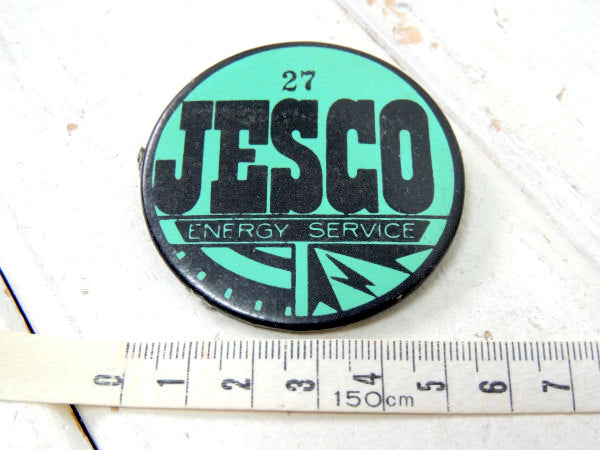 27
JESCO
ENERGY SERVICE
0 1 2 3 4 5 6 7
150cm